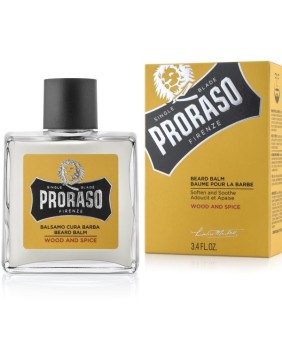 SINGLE BLADE
PRORASO
FIRENZE
BALSAMO CURA BARBA
BEARD BALM
WOOD AND SPICE
SINGLE BLADE
PRORASO
FIRENZE
BEARD BALM
BAUME POUR LA BARBE
Soften and Soothe
Adoucit et Apaise
WOOD AND SPICE
3.4 FL.OZ.